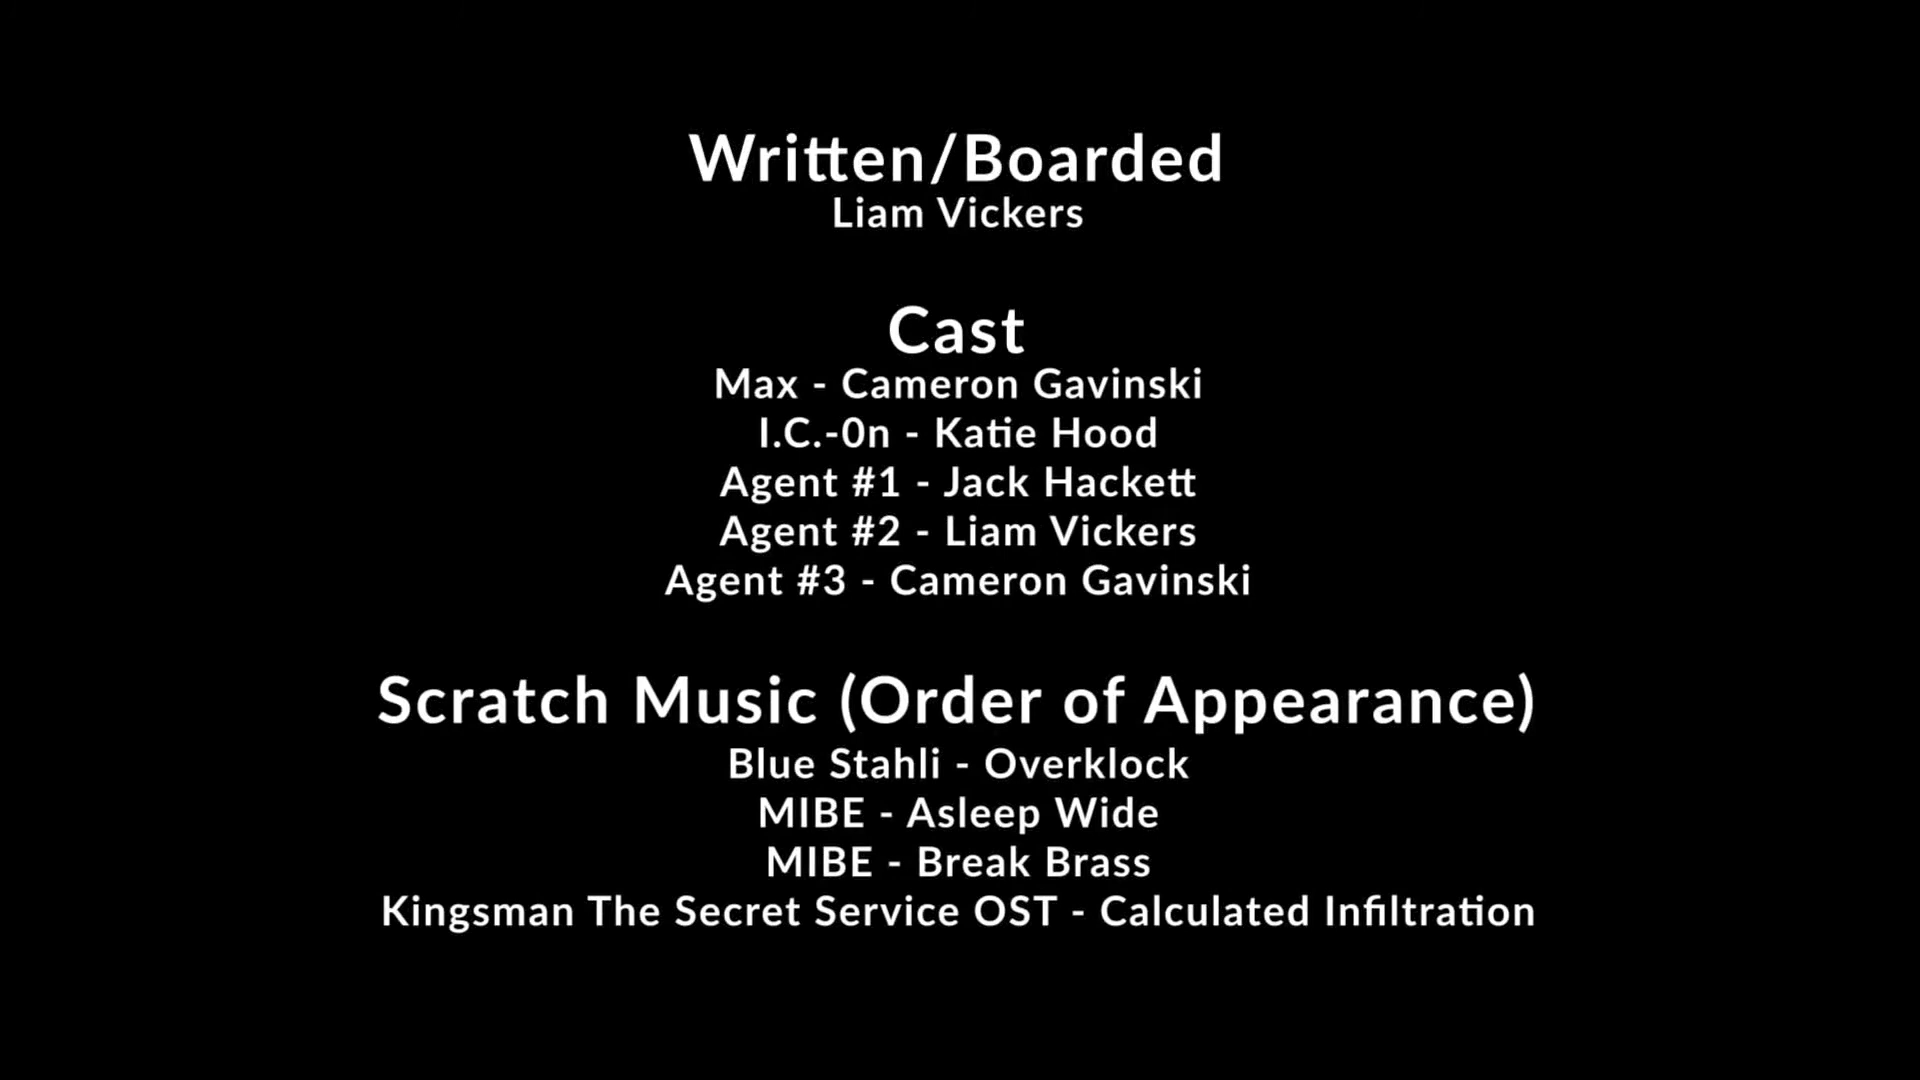 Written/Boarded
Liam Vickers
Cast
Max - Cameron Gavinski
I.C.-0n - Katie Hood
Agent #1 - Jack Hackett
Agent #2 - Liam Vickers
Agent #3 - Cameron Gavinski
Scratch Music (Order of Appearance)
Blue Stahli - Overklock
MIBE - Asleep Wide
MIBE - Break Brass
Kingsman The Secret Service OST - Calculated Infiltration